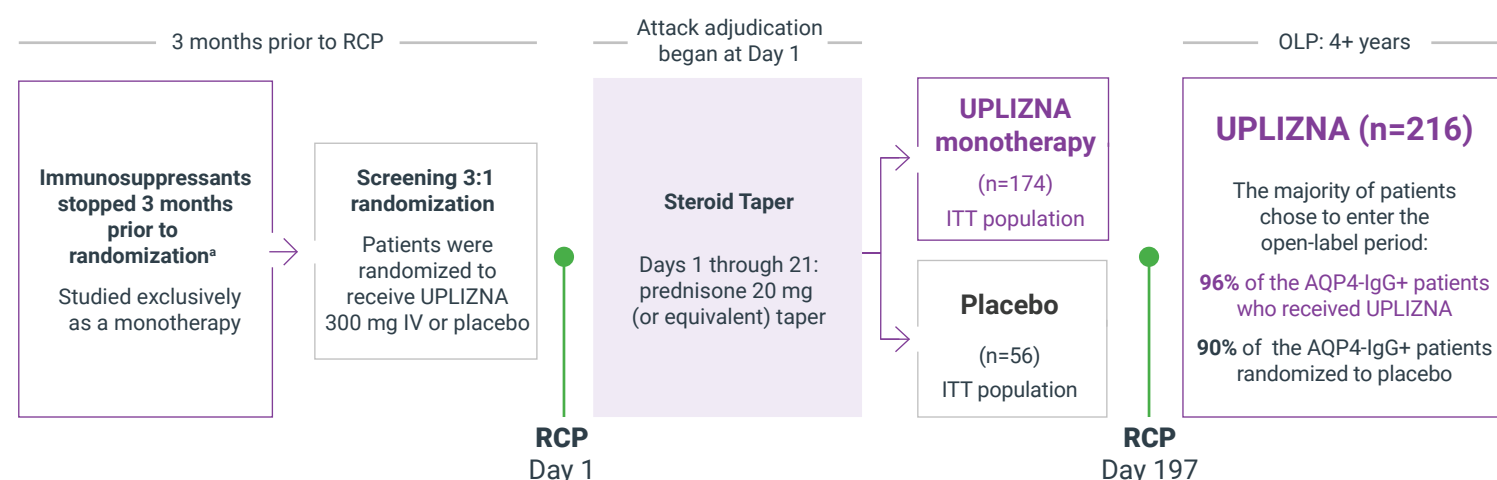 3 months prior to RCP
Immunosuppressants
stopped 3 months
prior to
randomizationᵃ
Studied exclusively
as a monotherapy
Screening 3:1
randomization
Patients were
randomized to
receive UPLIZNA
300 mg IV or placebo
RCP
Day 1
Attack adjudication
began at Day 1
Steroid Taper
Days 1 through 21:
prednisone 20 mg
(or equivalent) taper
UPLIZNA
monotherapy
(n=174)
ITT population
Placebo
(n=56)
ITT population
RCP
Day 197
OLP: 4+ years
UPLIZNA (n=216)
The majority of patients
chose to enter the
open-label period:
96% of the AQP4-IgG+ patients
who received UPLIZNA
90% of the AQP4-IgG+ patients
randomized to placebo